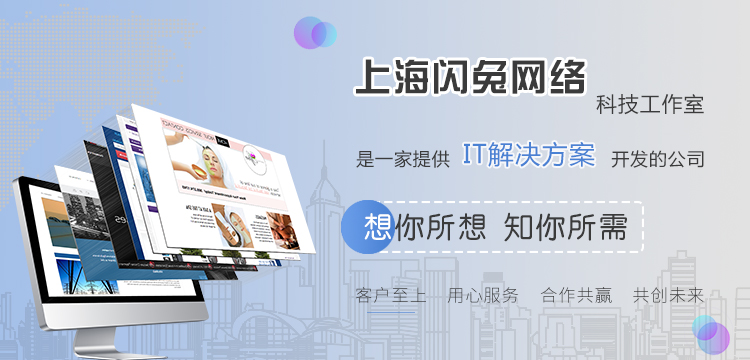 上海闪兔网络
科技工作室
是一家提供 IT解决方案 开发的公司
想你所想 知你所需
客户至上 用心服务 合作共赢 共创未来